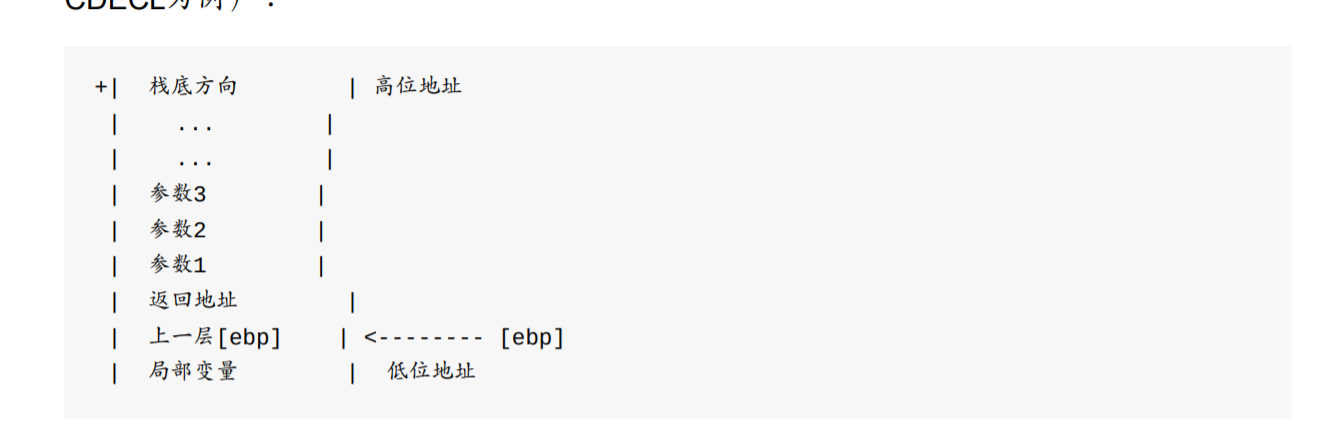 CDECL为例）：
+|  栈底方向        | 高位地址
 |    ...        |
 |    ...        |
 |  参数3        |
 |  参数2        |
 |  参数1        |
 |  返回地址        |
 |  上一层[ebp]    | <-------- [ebp]
 |  局部变量        |  低位地址